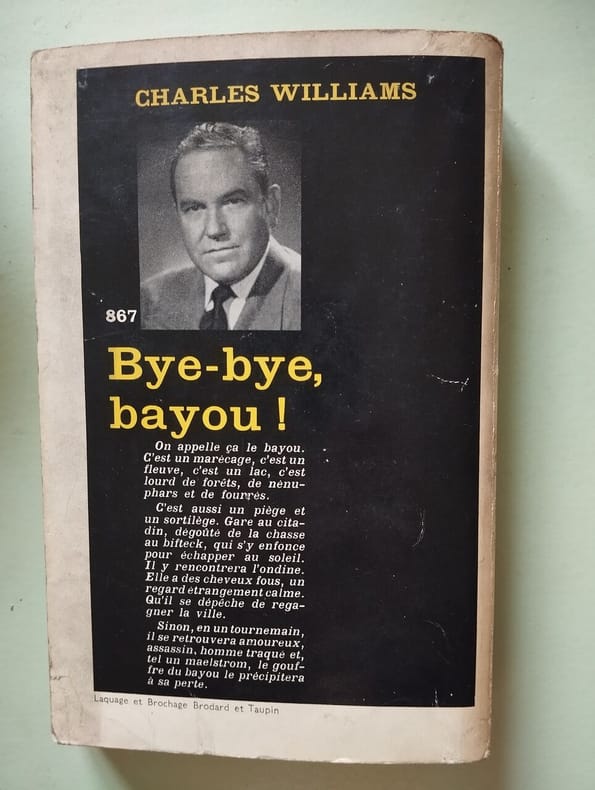 CHARLES WILLIAMS
867
Bye-bye,
bayou !
On appelle ça le bayou.
C'est un marécage, c'est un
fleuve, c'est un lac, c'est
lourd de forêts, de nénu-
phars et de fourrés.
C'est aussi un piège et
un sortilège. Gare au cita-
din, dégoûté de la chasse
au bifteck, qui s'y enfonce
pour échapper au soleil.
Il y rencontrera l'ondine.
Elle a des cheveux fous, un
regard étrangement calme.
Qu'il se dépêche de rega-
gner la ville.
Sinon, en un tournemain,
il se retrouvera amoureux,
assassin, homme traqué et,
tel un maelstrom, le gouf-
fre du bayou le précipitera
à sa perte.
Laquage et Brochage Brodard et Taupin